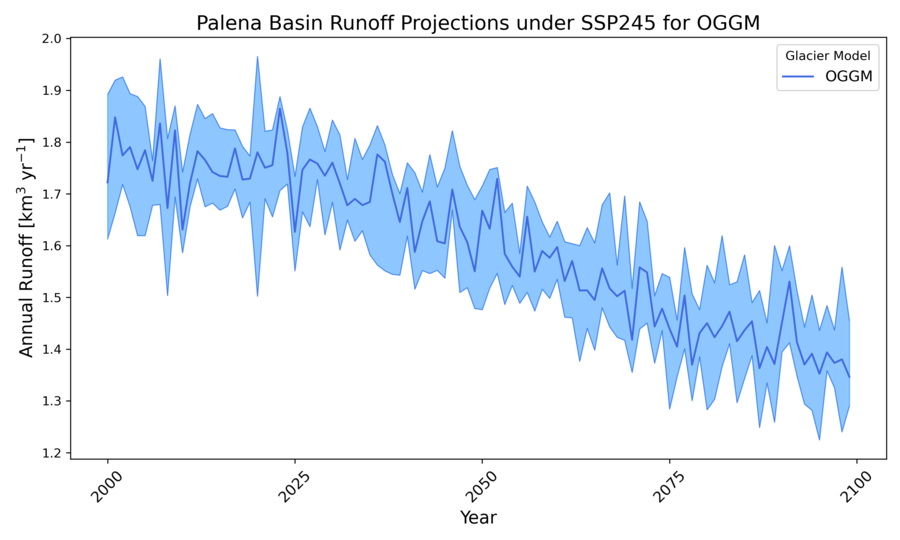 Palena Basin Runoff Projections under SSP245 for OGGM
Glacier Model
OGGM
Annual Runoff [km³ yr⁻¹]
2.0
1.9
1.8
1.7
1.6
1.5
1.4
1.3
1.2
2000 2025 2050 2075 2100
Year